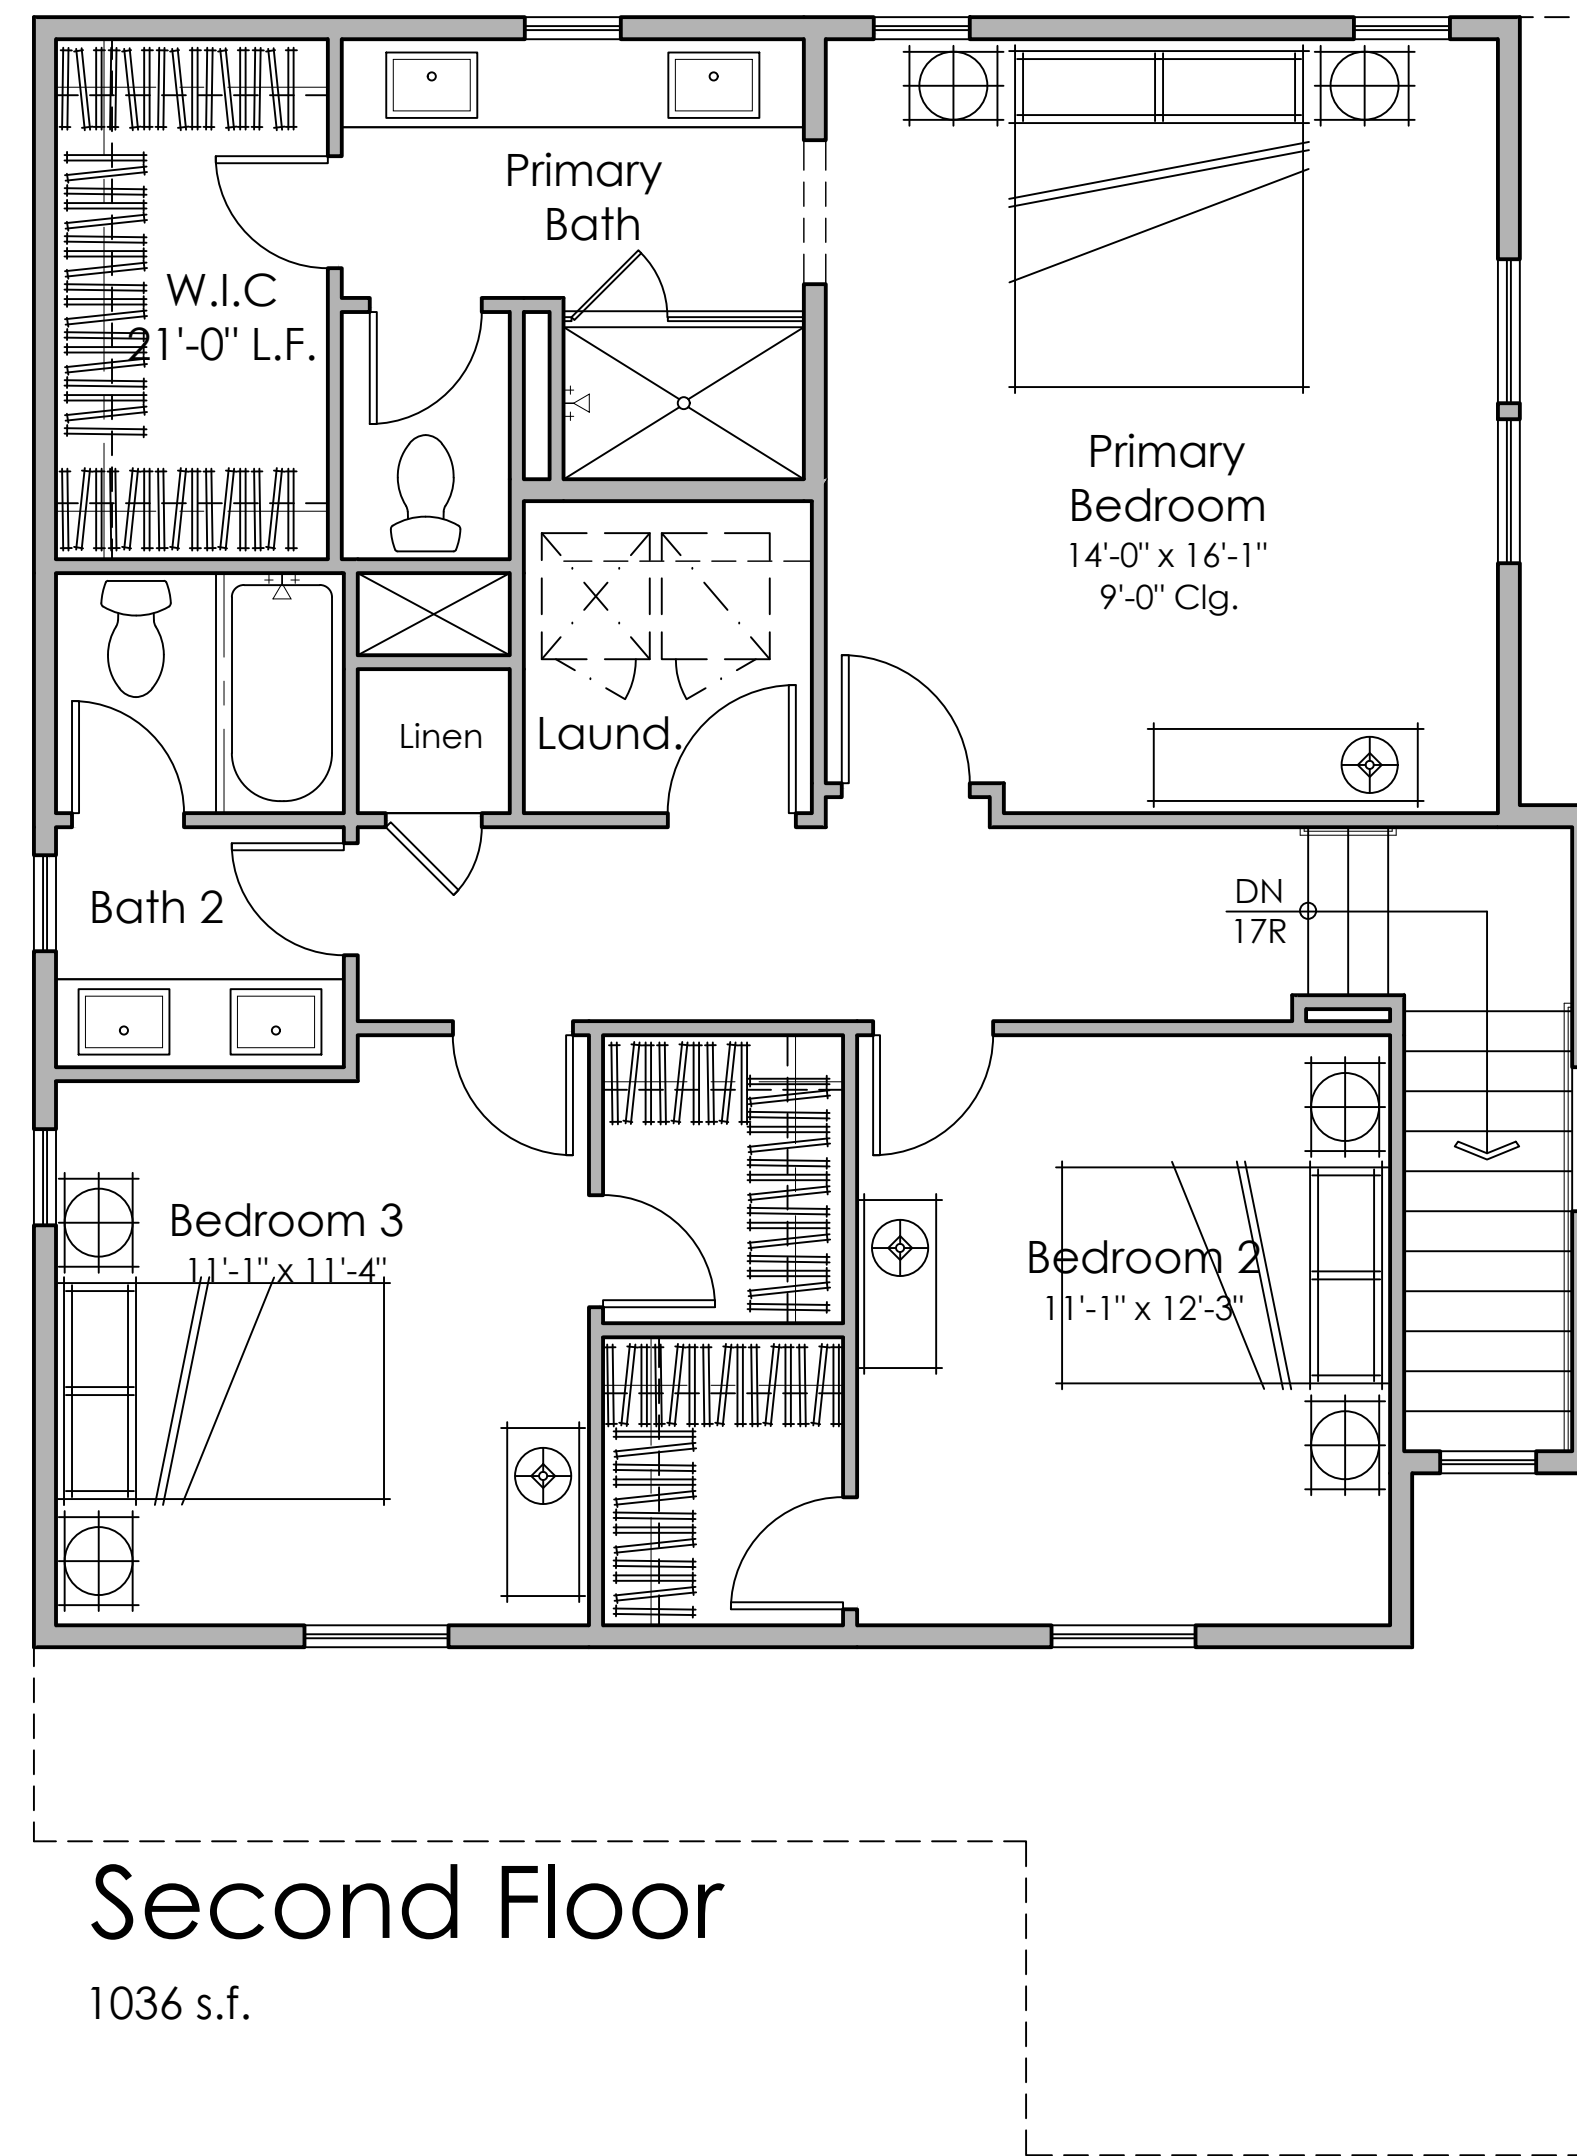 Primary
Bath
W.I.C
21'-0" L.F.
Primary
Bedroom
14'-0" x 16'-1"
9'-0" Clg.
Linen
Laund.
Bath 2
DN
17R
Bedroom 3
11'-1" x 11'-4"
Bedroom 2
11'-1" x 12'-3"
Second Floor
1036 s.f.